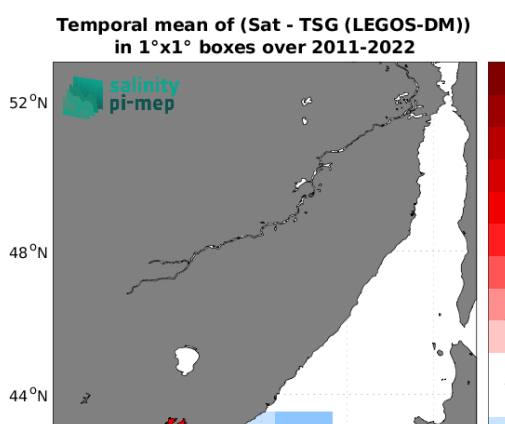 Temporal mean of (Sat - TSG (LEGOS-DM))
in 1°x1° boxes over 2011-2022
salinity
pi-mep
52°N
48°N
44°N